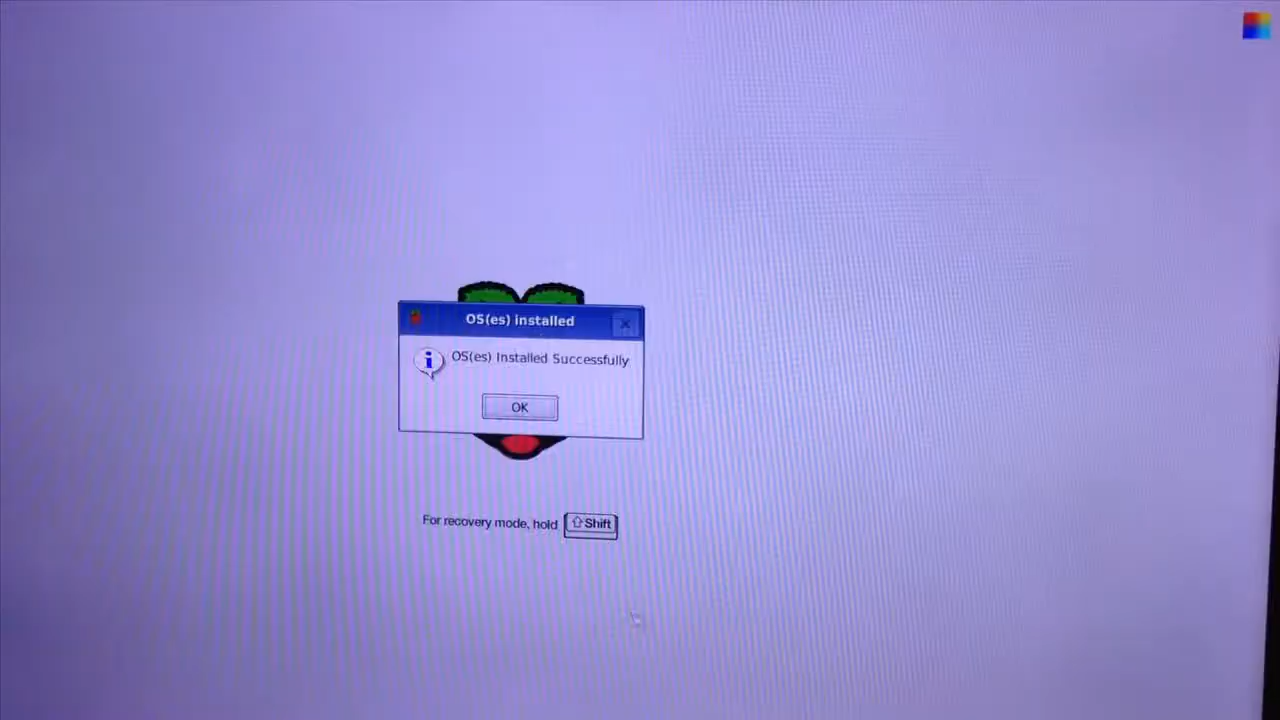 OS(es) installed
OS(es) Installed Successfully
OK
For recovery mode, hold ⇧Shift